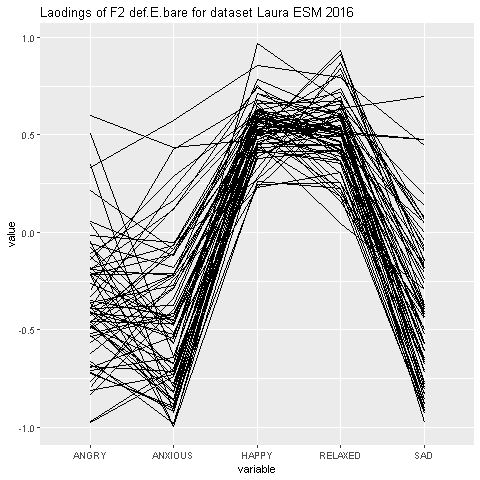 Laodings of F2 def.E.bare for dataset Laura ESM 2016
1.0
0.5
0.0
-0.5
-1.0
value
ANGRY ANXIOUS HAPPY RELAXED SAD
variable